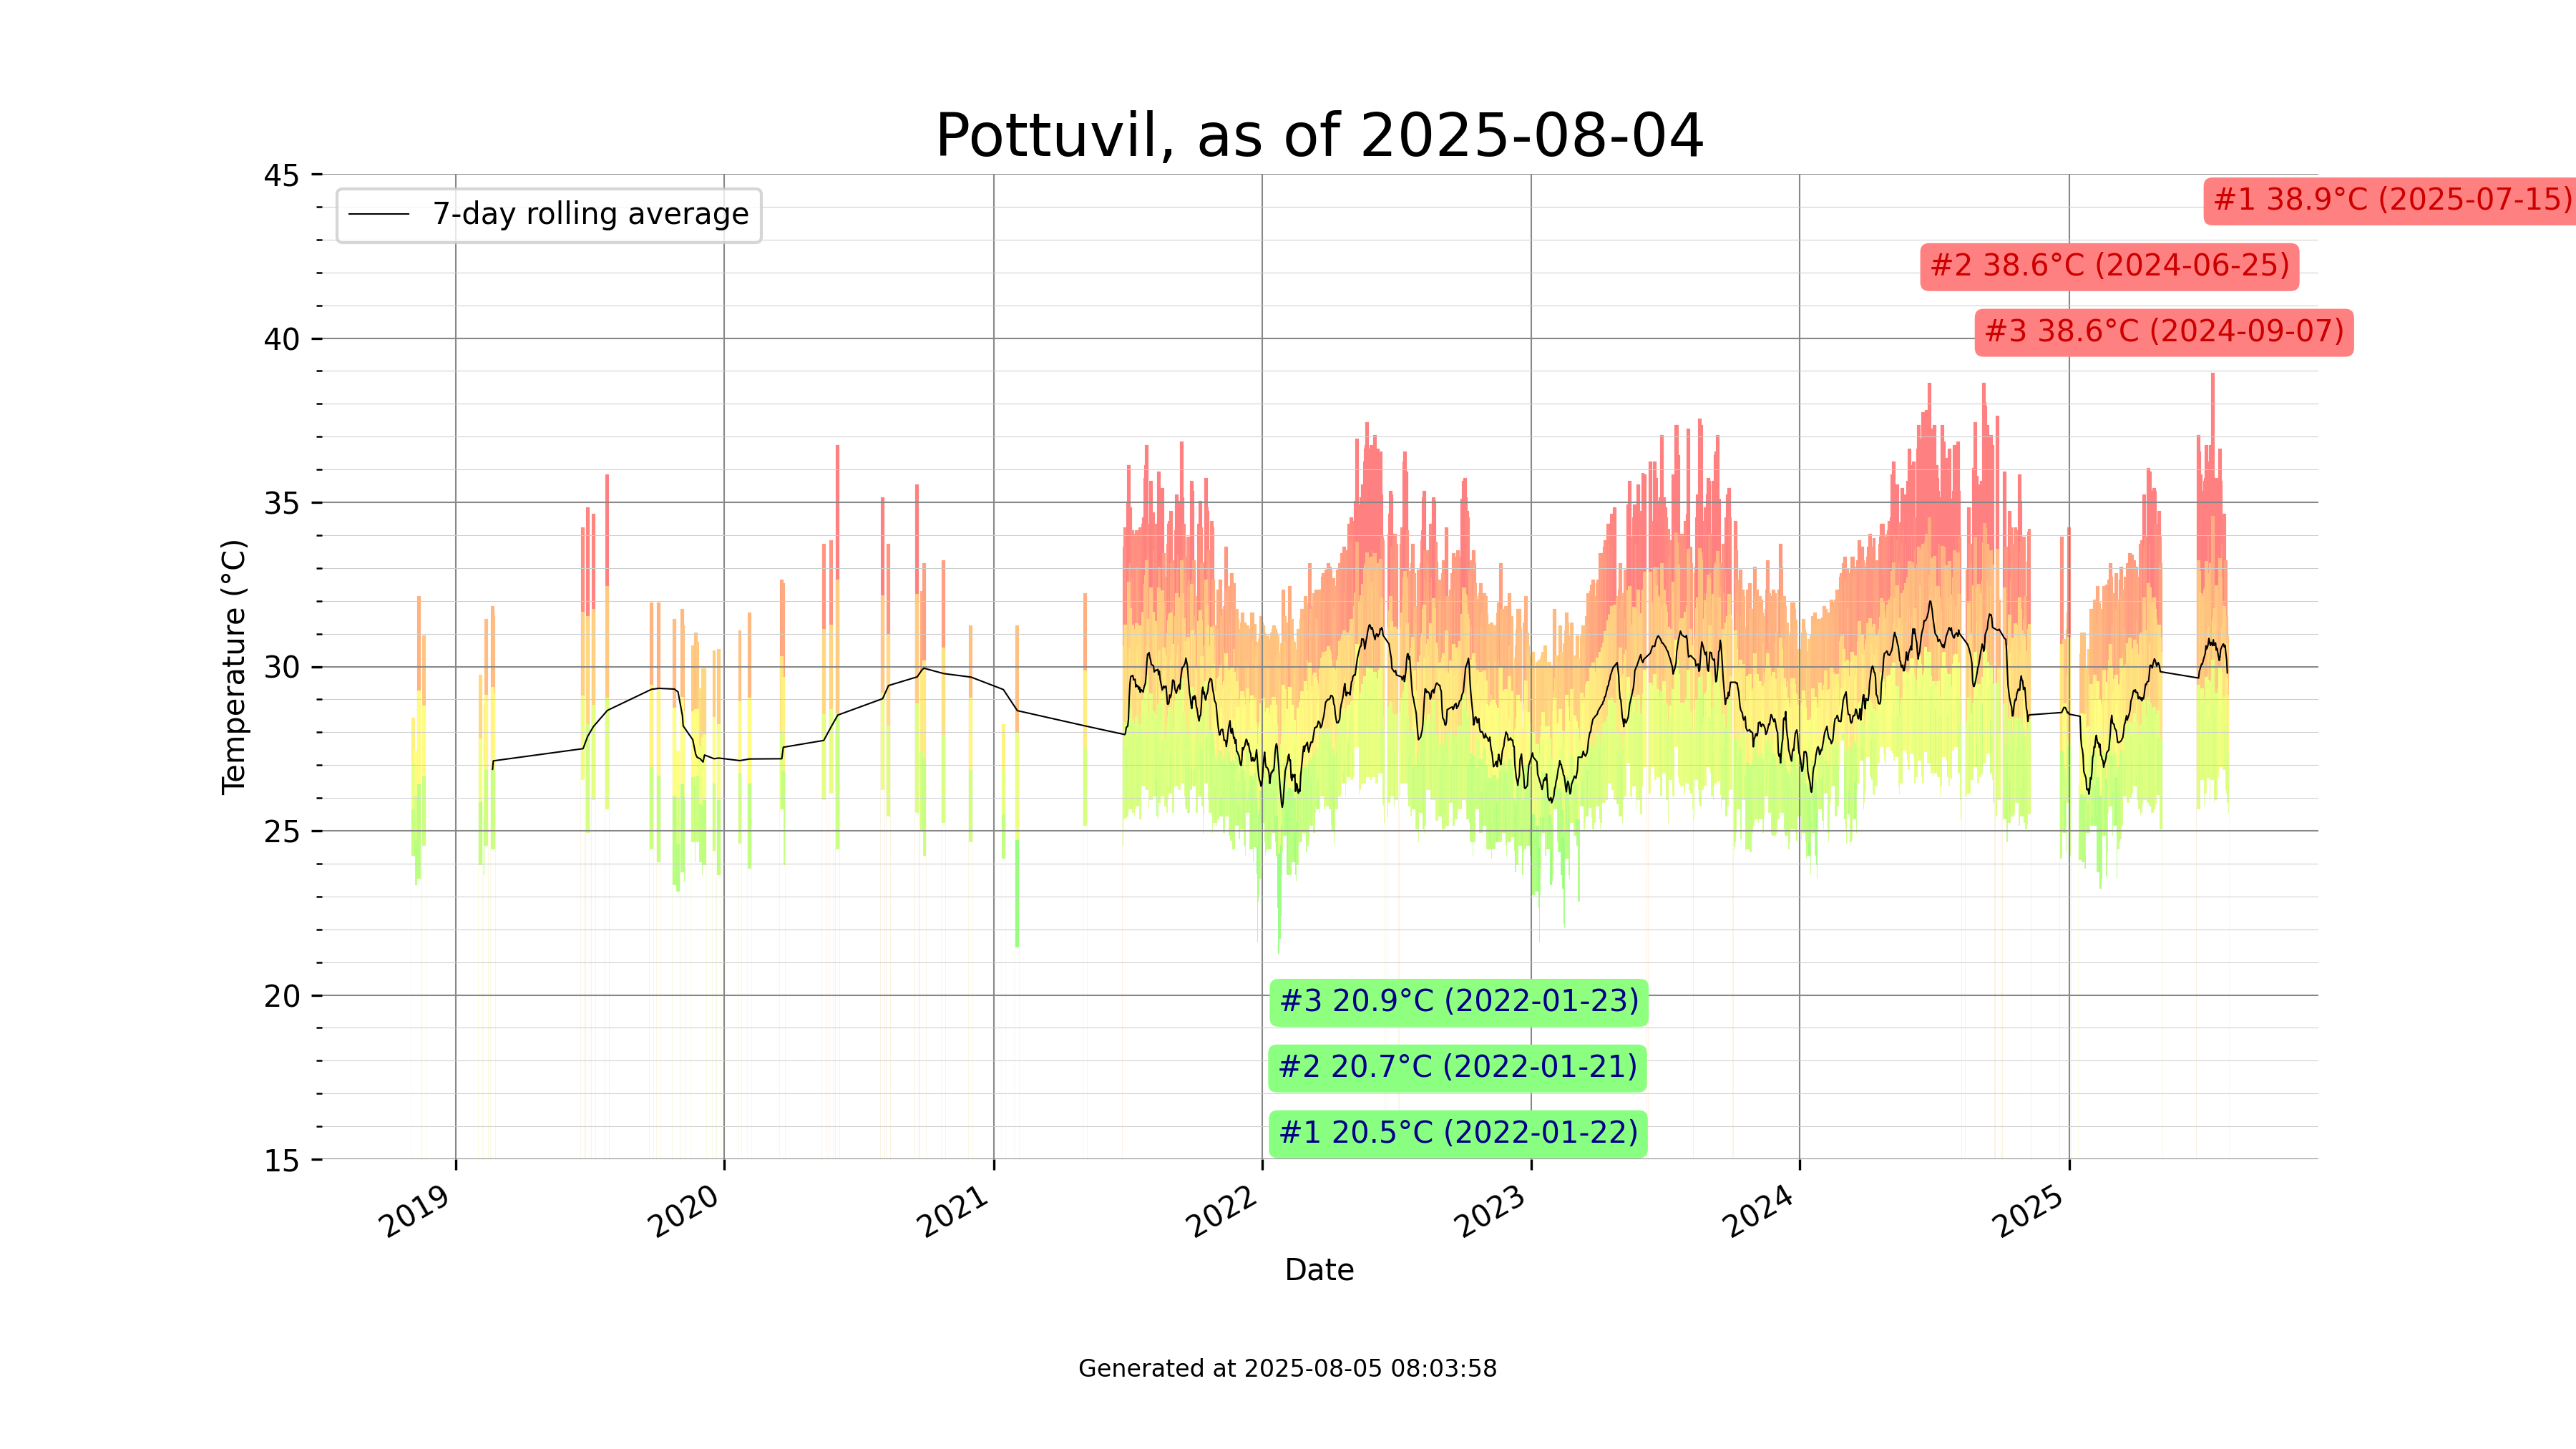 Pottuvil, as of 2025-08-04
7-day rolling average
#1 38.9°C (2025-07-15)
#2 38.6°C (2024-06-25)
#3 38.6°C (2024-09-07)
#3 20.9°C (2022-01-23)
#2 20.7°C (2022-01-21)
#1 20.5°C (2022-01-22)
Temperature (°C)
45
40
35
30
25
20
15
2019
2020
2021
2022
2023
2024
2025
Date
Generated at 2025-08-05 08:03:58